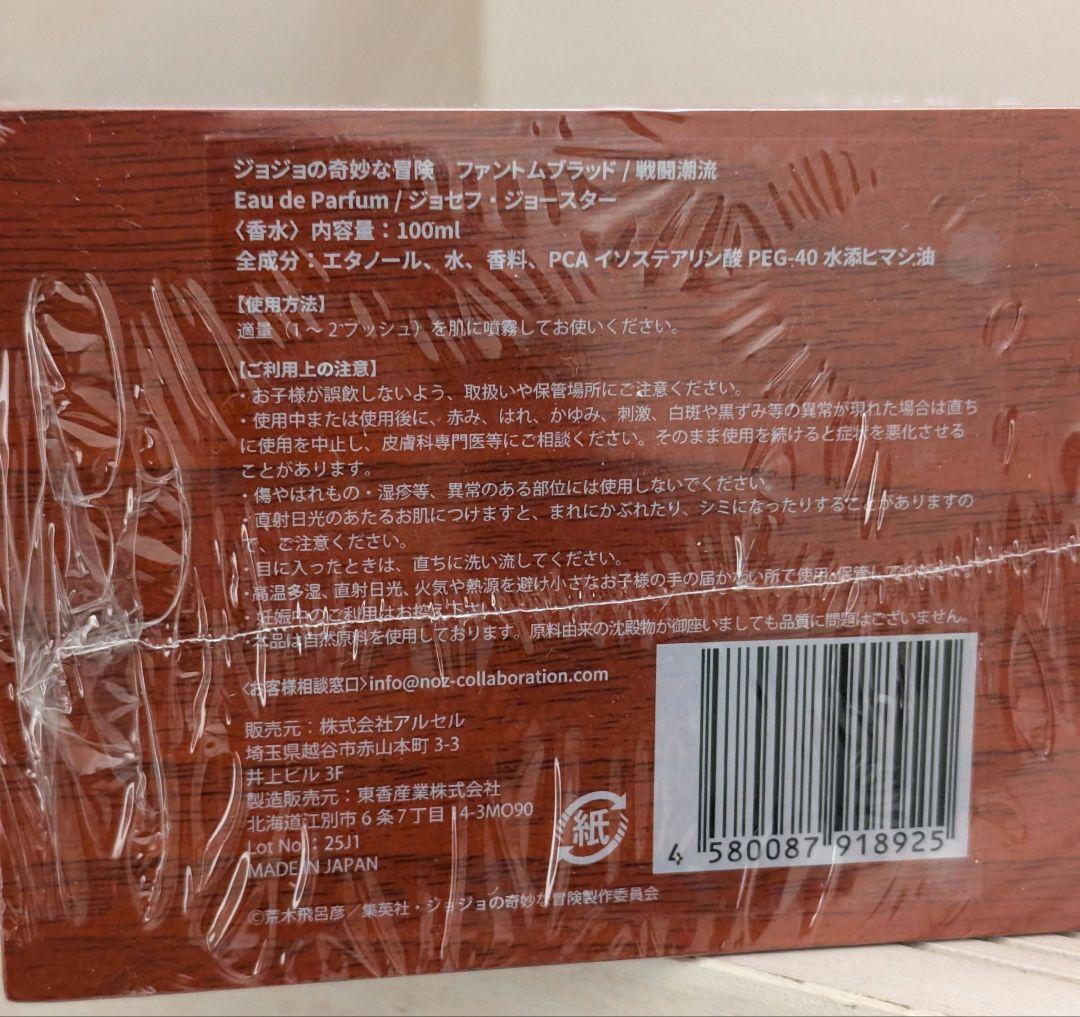 ジョジョの奇妙な冒険　ファントムブラッド / 戦闘潮流
Eau de Parfum / ジョセフ・ジョースター
〈香水〉内容量：100ml
全成分：エタノール、水、香料、PCA イソステアリン酸 PEG-40 水添ヒマシ油
【使用方法】
適量（1～2プッシュ）を肌に噴霧してお使いください。
【ご利用上の注意】
・お子様が誤飲しないよう、取扱いや保管場所にご注意ください。
・使用中または使用後に、赤み、はれ、かゆみ、刺激、白斑や黒ずみ等の異常が現れた場合は直ち
に使用を中止し、皮膚科専門医等にご相談ください。そのまま使用を続けると症状を悪化させる
ことがあります。
・傷やはれもの・湿疹等、異常のある部位には使用しないでください。
・直射日光のあたるお肌につけますと、まれにかぶれたり、シミになったりすることがありますの
で、ご注意ください。
・目に入ったときは、直ちに洗い流してください。
・高温多湿、直射日光、火気や熱源を避け小さなお子様の手の届かない所で使用・保管してください。
・妊娠中のご利用はお控え下さい。
・本品は自然原料を使用しております。原料由来の沈殿物が御座いましても品質に問題はございません。
〈お客様相談窓口〉info@noz-collaboration.com
販売元：株式会社アルセル
埼玉県越谷市赤山本町 3-3
井上ビル 3F
製造販売元：東香産業株式会社
北海道江別市6条7丁目14-3MO90
Lot No：25J1
MADE IN JAPAN
紙
4 580087 918925
©荒木飛呂彦／集英社・ジョジョの奇妙な冒険製作委員会